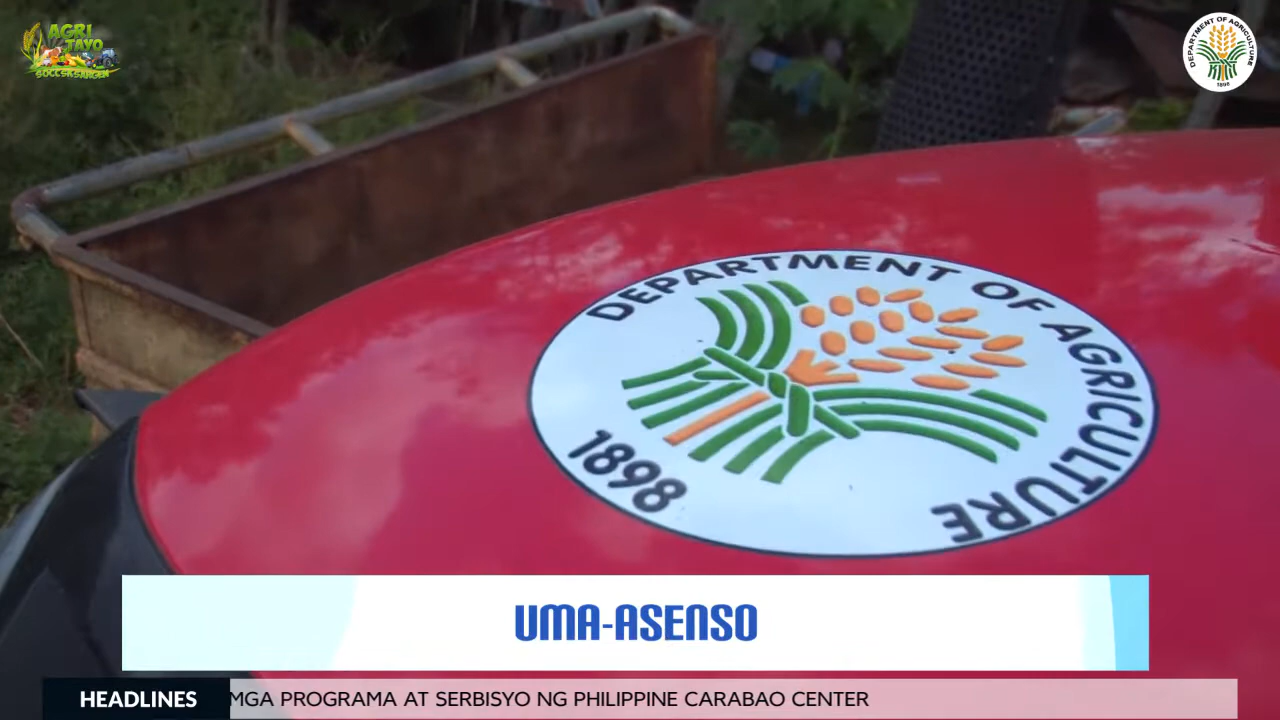 AGRI
TAYO
SOCCSKSARGEN
DEPARTMENT OF AGRICULTURE
1898
DEPARTMENT OF AGRICULTURE
1898
UMA-ASENSO
HEADLINES
MGA PROGRAMA AT SERBISYO NG PHILIPPINE CARABAO CENTER